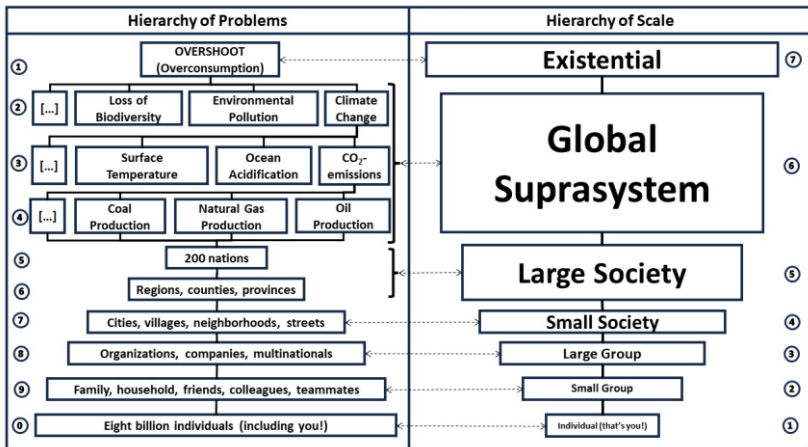 Hierarchy of Problems
Hierarchy of Scale
①
OVERSHOOT
(Overconsumption)
Existential
⑦
②
[...]
Loss of
Biodiversity
Environmental
Pollution
Climate
Change
③
[...]
Surface
Temperature
Ocean
Acidification
CO₂-
emissions
Global
Suprasystem
⑥
④
[...]
Coal
Production
Natural Gas
Production
Oil
Production
⑤
200 nations
Large Society
⑤
⑥
Regions, counties, provinces
⑦
Cities, villages, neighborhoods, streets
Small Society
④
⑧
Organizations, companies, multinationals
Large Group
③
⑨
Family, household, friends, colleagues, teammates
Small Group
②
⓪
Eight billion individuals (including you!)
Individual (that's you!)
①